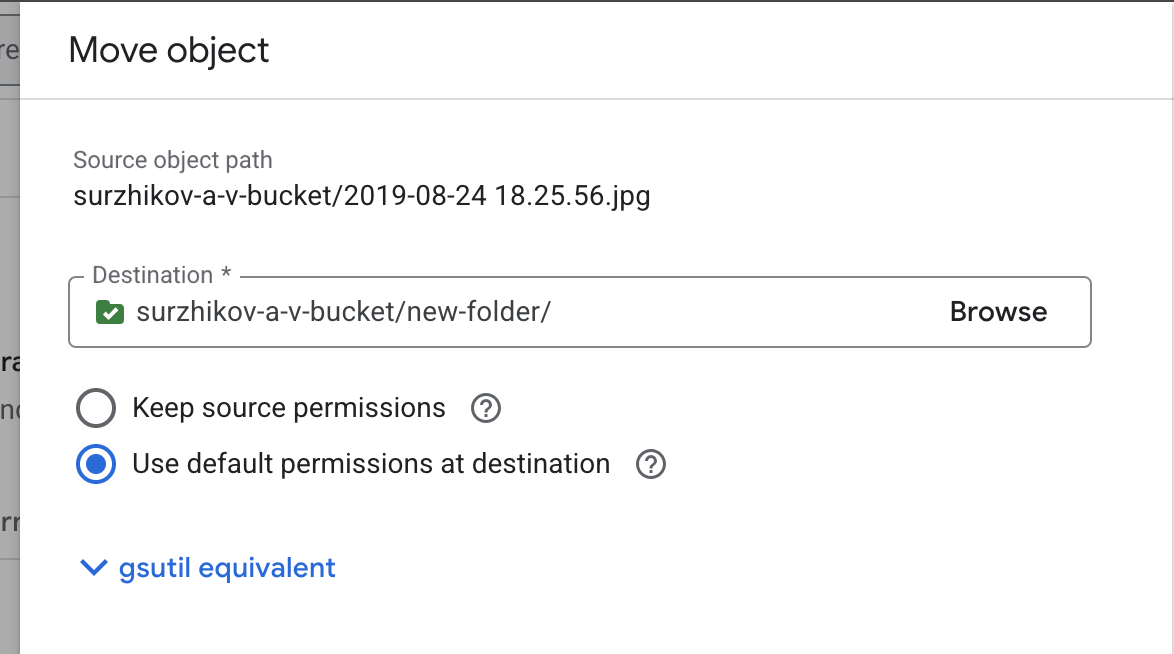 Move object
Source object path
surzhikov-a-v-bucket/2019-08-24 18.25.56.jpg
Destination *
surzhikov-a-v-bucket/new-folder/ Browse
Keep source permissions
Use default permissions at destination
gsutil equivalent